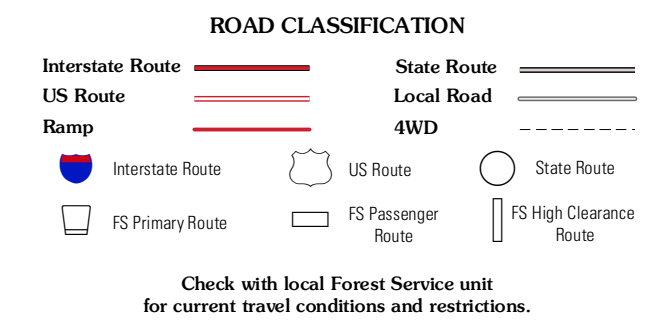 ROAD CLASSIFICATION
Interstate Route
State Route
US Route
Local Road
Ramp
4WD
Interstate Route
US Route
State Route
FS Primary Route
FS Passenger
Route
FS High Clearance
Route
Check with local Forest Service unit
for current travel conditions and restrictions.